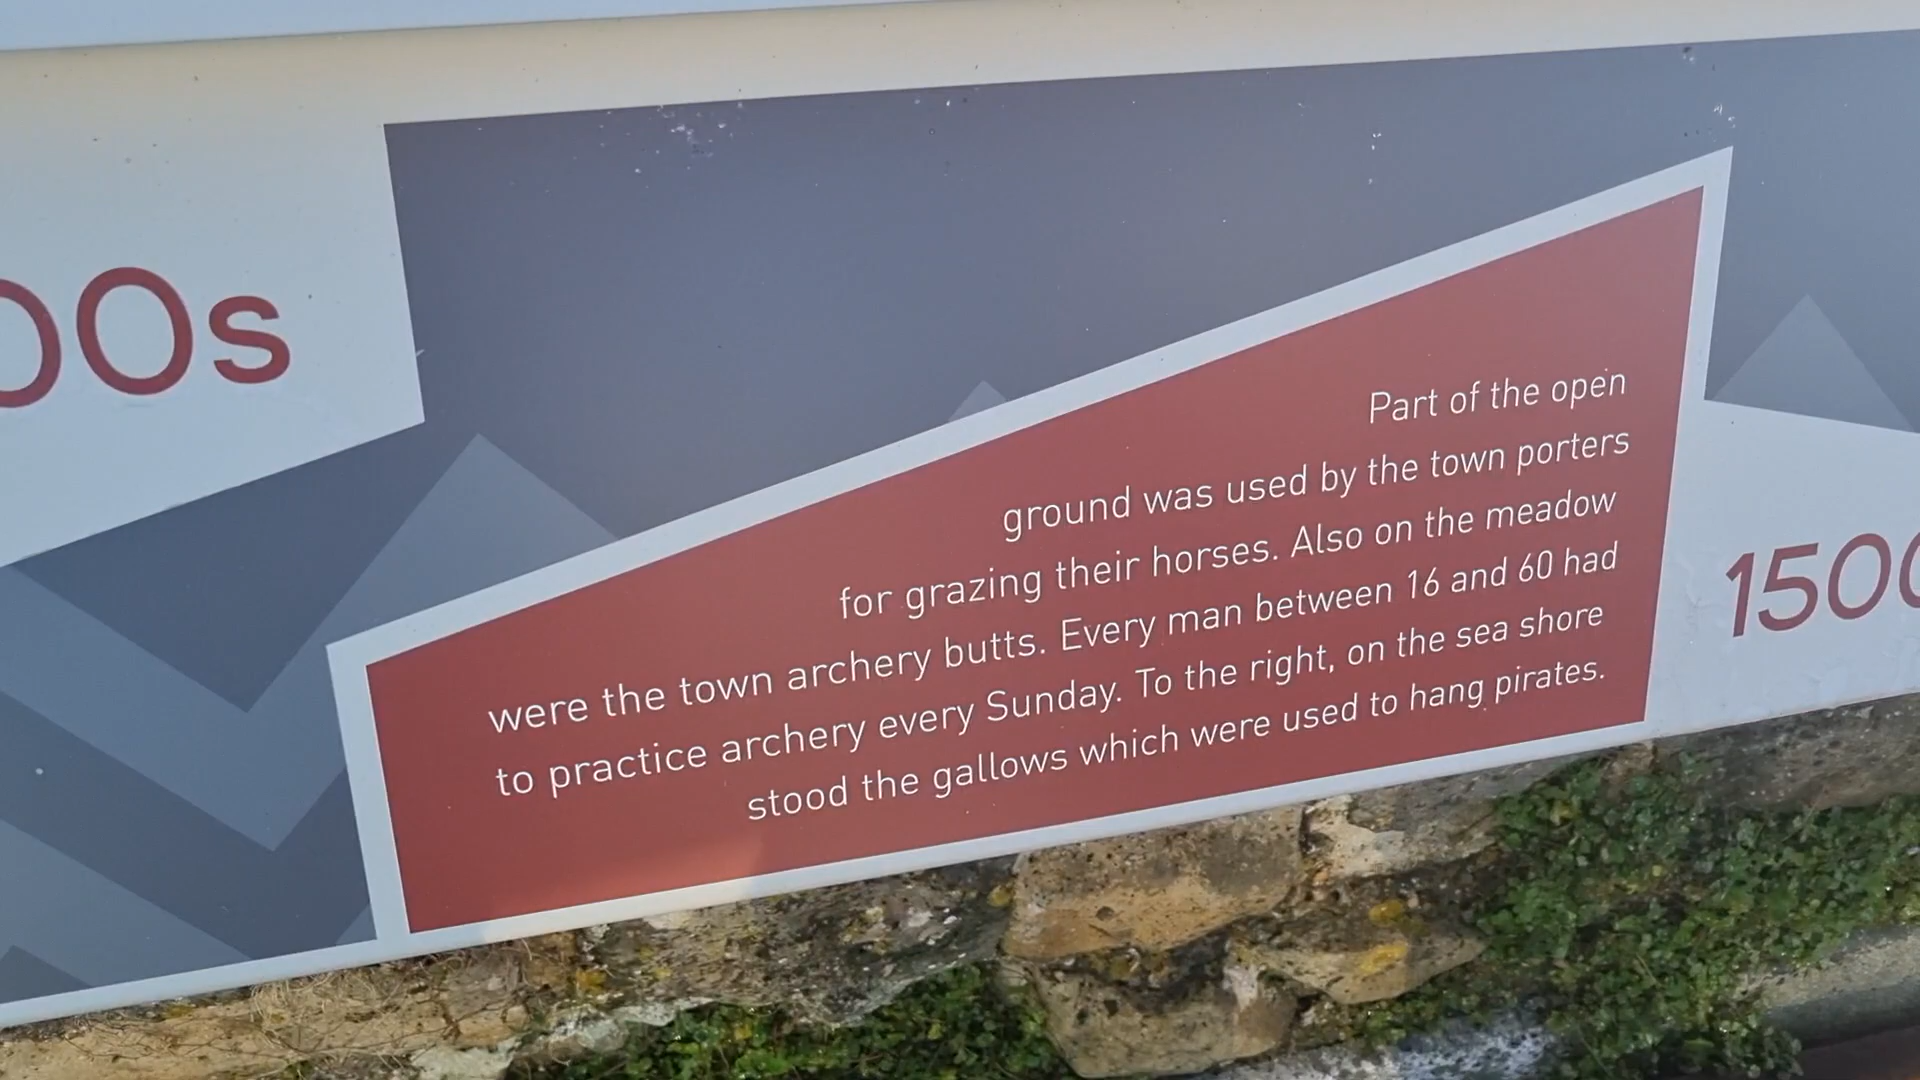 00s
Part of the open
ground was used by the town porters
for grazing their horses. Also on the meadow
were the town archery butts. Every man between 16 and 60 had
to practice archery every Sunday. To the right, on the sea shore
stood the gallows which were used to hang pirates.
1500